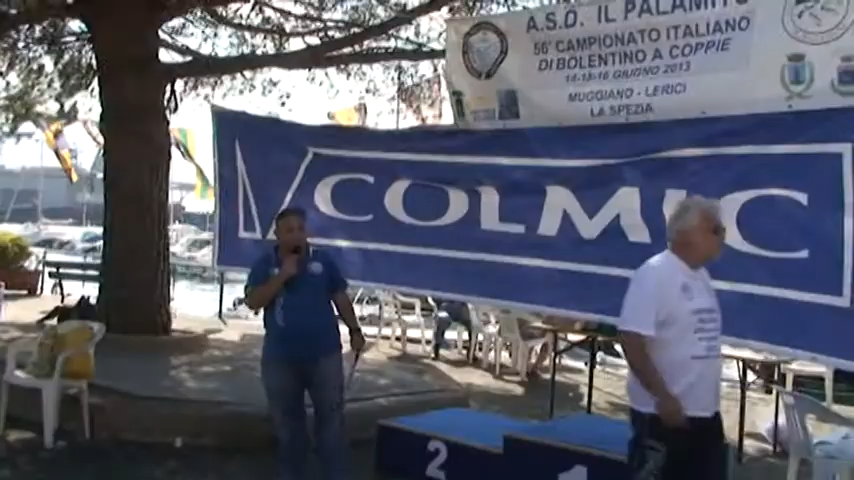 A.S.O. IL PALAMITO
56° CAMPIONATO ITALIANO
DI BOLENTINO A COPPIE
14-15-16 GIUGNO 2013
MUGGIANO - LERICI
LA SPEZIA
COLMIC
2
1